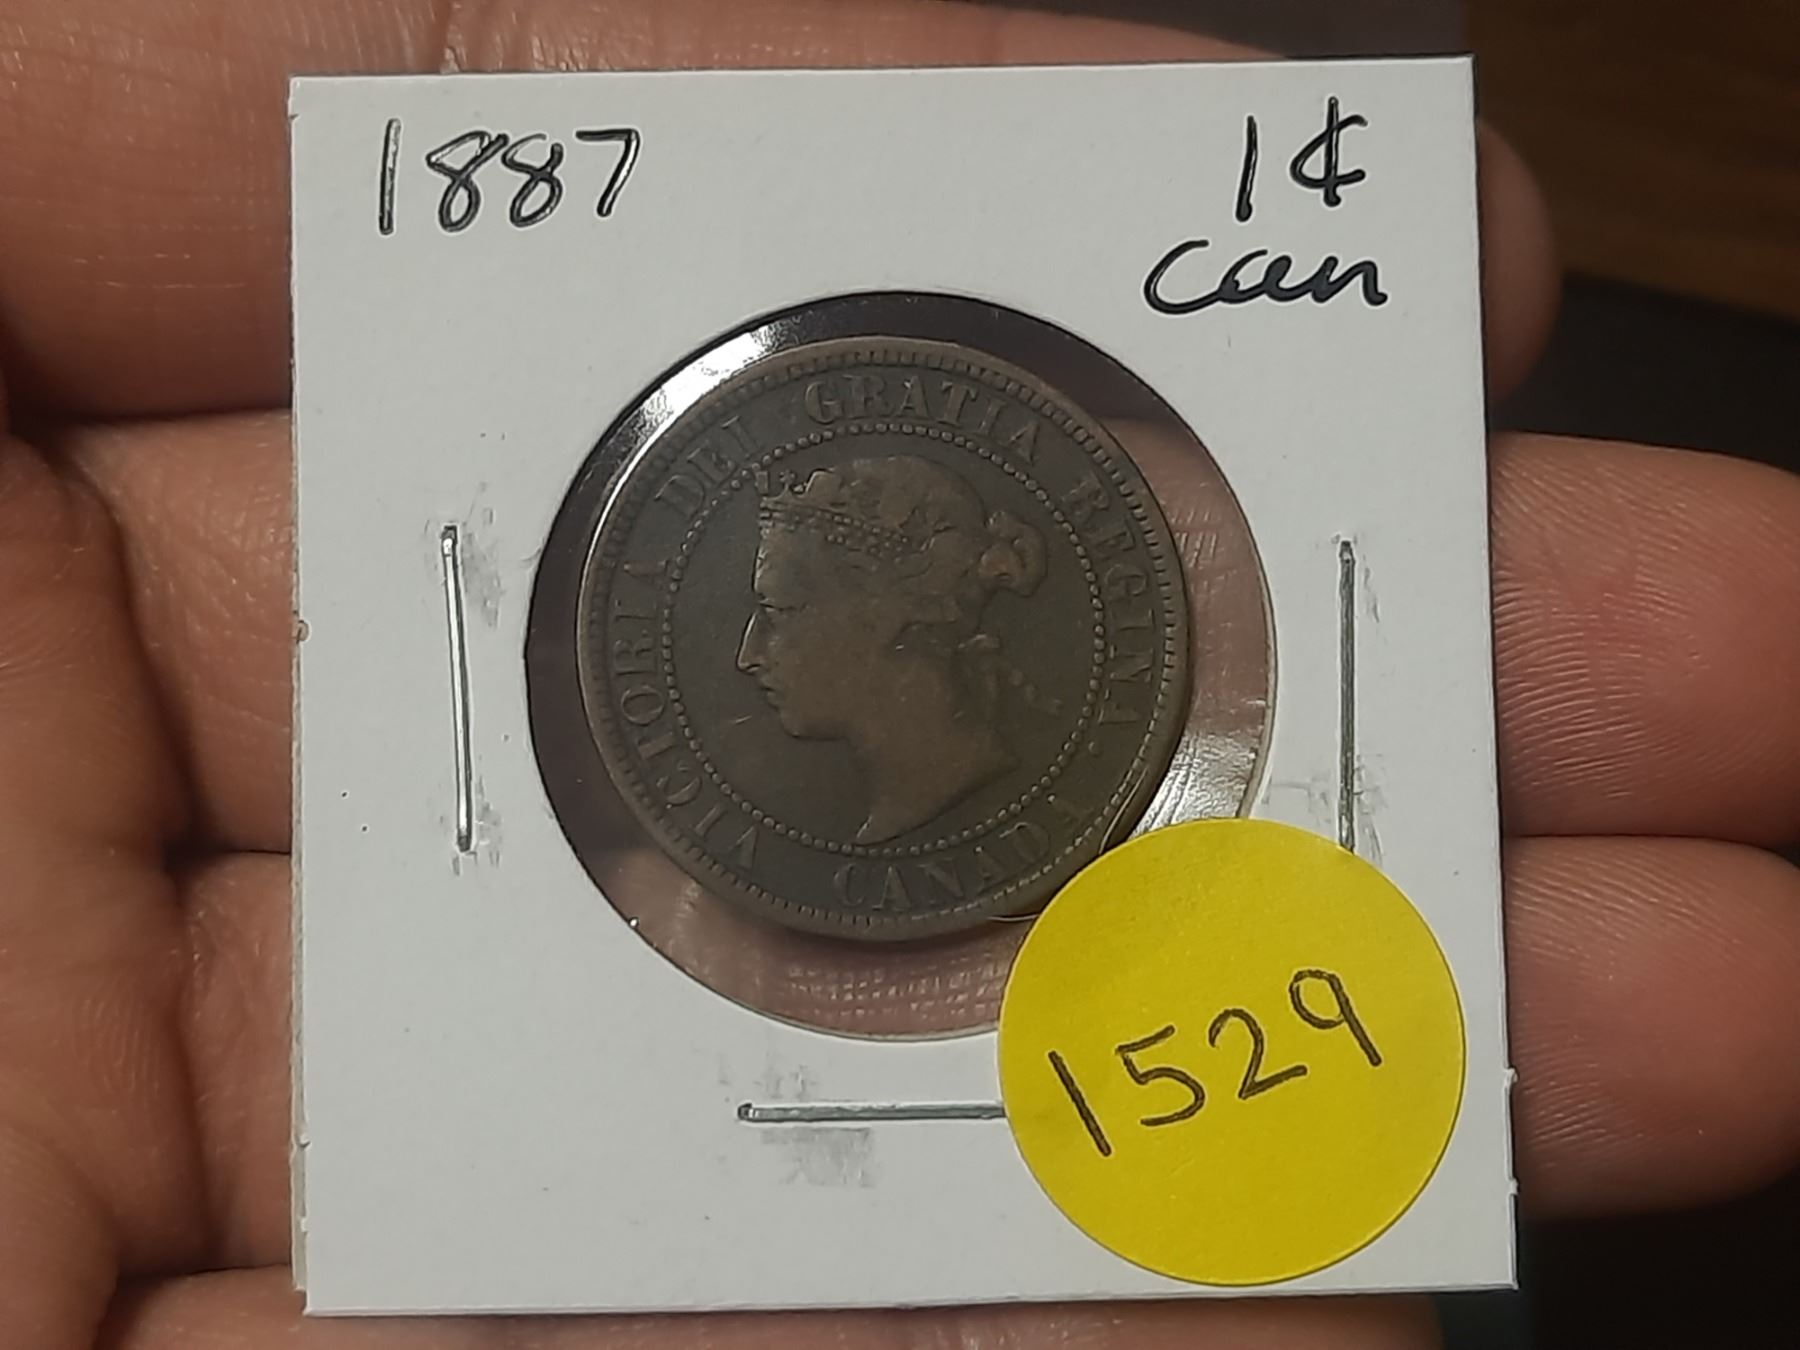 1887
1¢
can
VICTORIA DEI GRATIA REGINA.
CANADA
1529